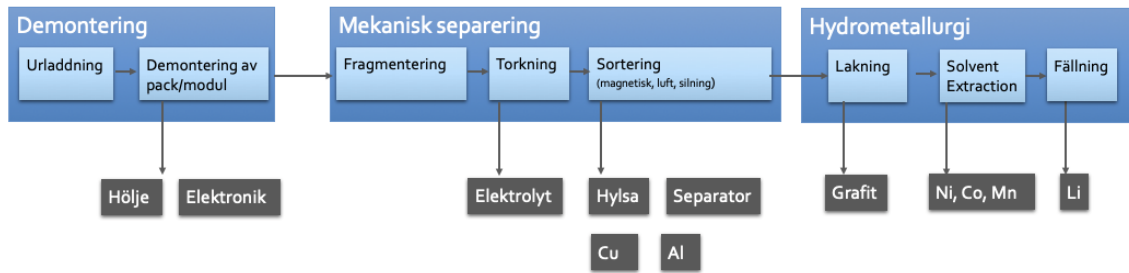 Demontering
Urladdning
Demontering av
pack/modul
Hölje
Elektronik
Mekanisk separering
Fragmentering
Torkning
Sortering
(magnetisk, luft, silning)
Elektrolyt
Hylsa
Separator
Cu
Al
Hydrometallurgi
Lakning
Solvent
Extraction
Fällning
Grafit
Ni, Co, Mn
Li